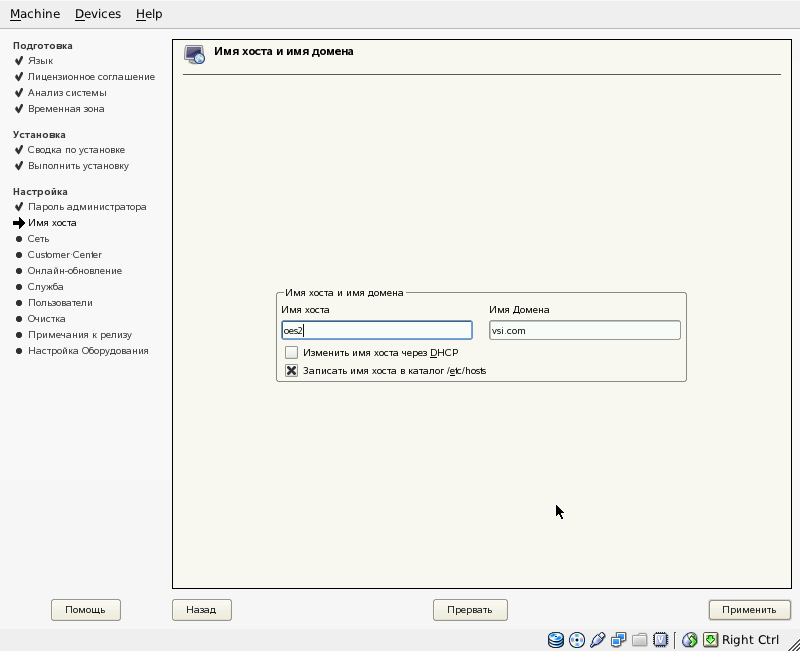 Machine Devices Help
Подготовка
Язык
Лицензионное соглашение
Анализ системы
Временная зона
Установка
Сводка по установке
Выполнить установку
Настройка
Пароль администратора
Имя хоста
Сеть
Customer Center
Онлайн-обновление
Служба
Пользователи
Очистка
Примечания к релизу
Настройка Оборудования
Имя хоста и имя домена
Имя хоста и имя домена
Имя хоста Имя Домена
oes2 vsi.com
Изменить имя хоста через DHCP
Записать имя хоста в каталог /etc/hosts
Помощь Назад Прервать Применить
Right Ctrl